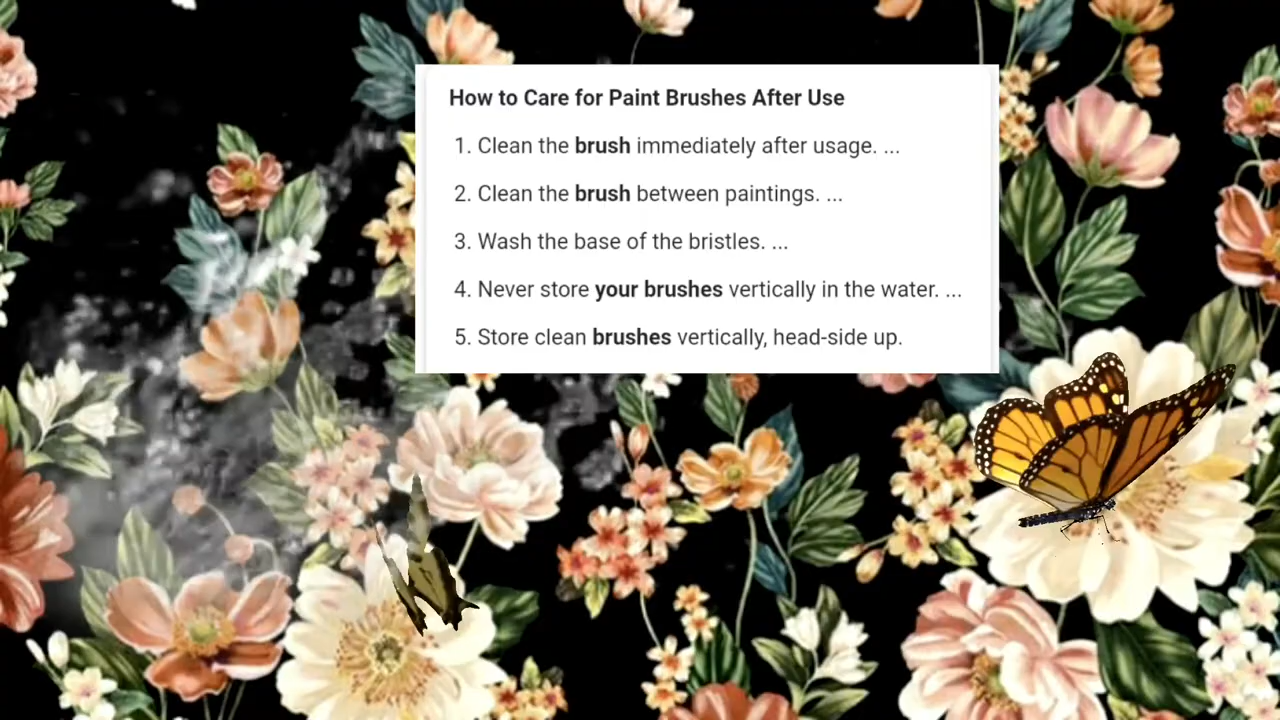 How to Care for Paint Brushes After Use
1. Clean the brush immediately after usage. ...
2. Clean the brush between paintings. ...
3. Wash the base of the bristles. ...
4. Never store your brushes vertically in the water. ...
5. Store clean brushes vertically, head-side up.